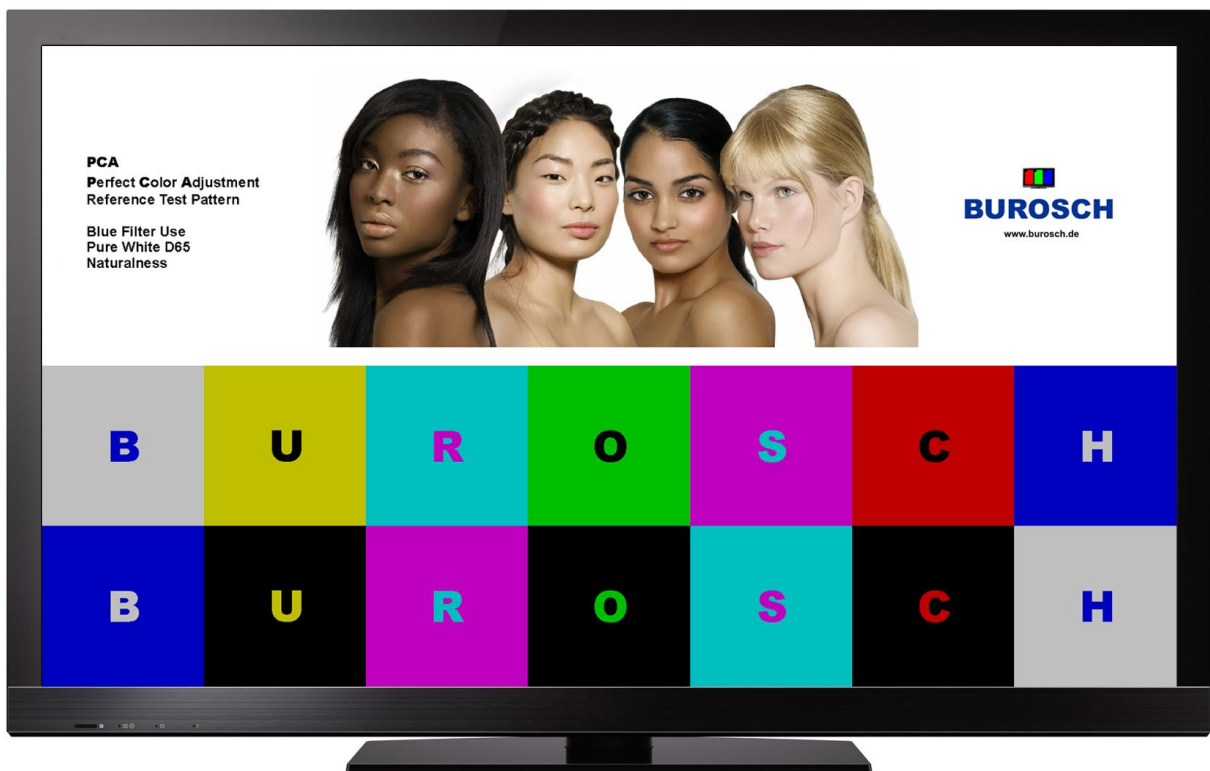 PCA
Perfect Color Adjustment
Reference Test Pattern
Blue Filter Use
Pure White D65
Naturalness
BUROSCH
www.burosch.de
B U R O S C H
B U R O S C H